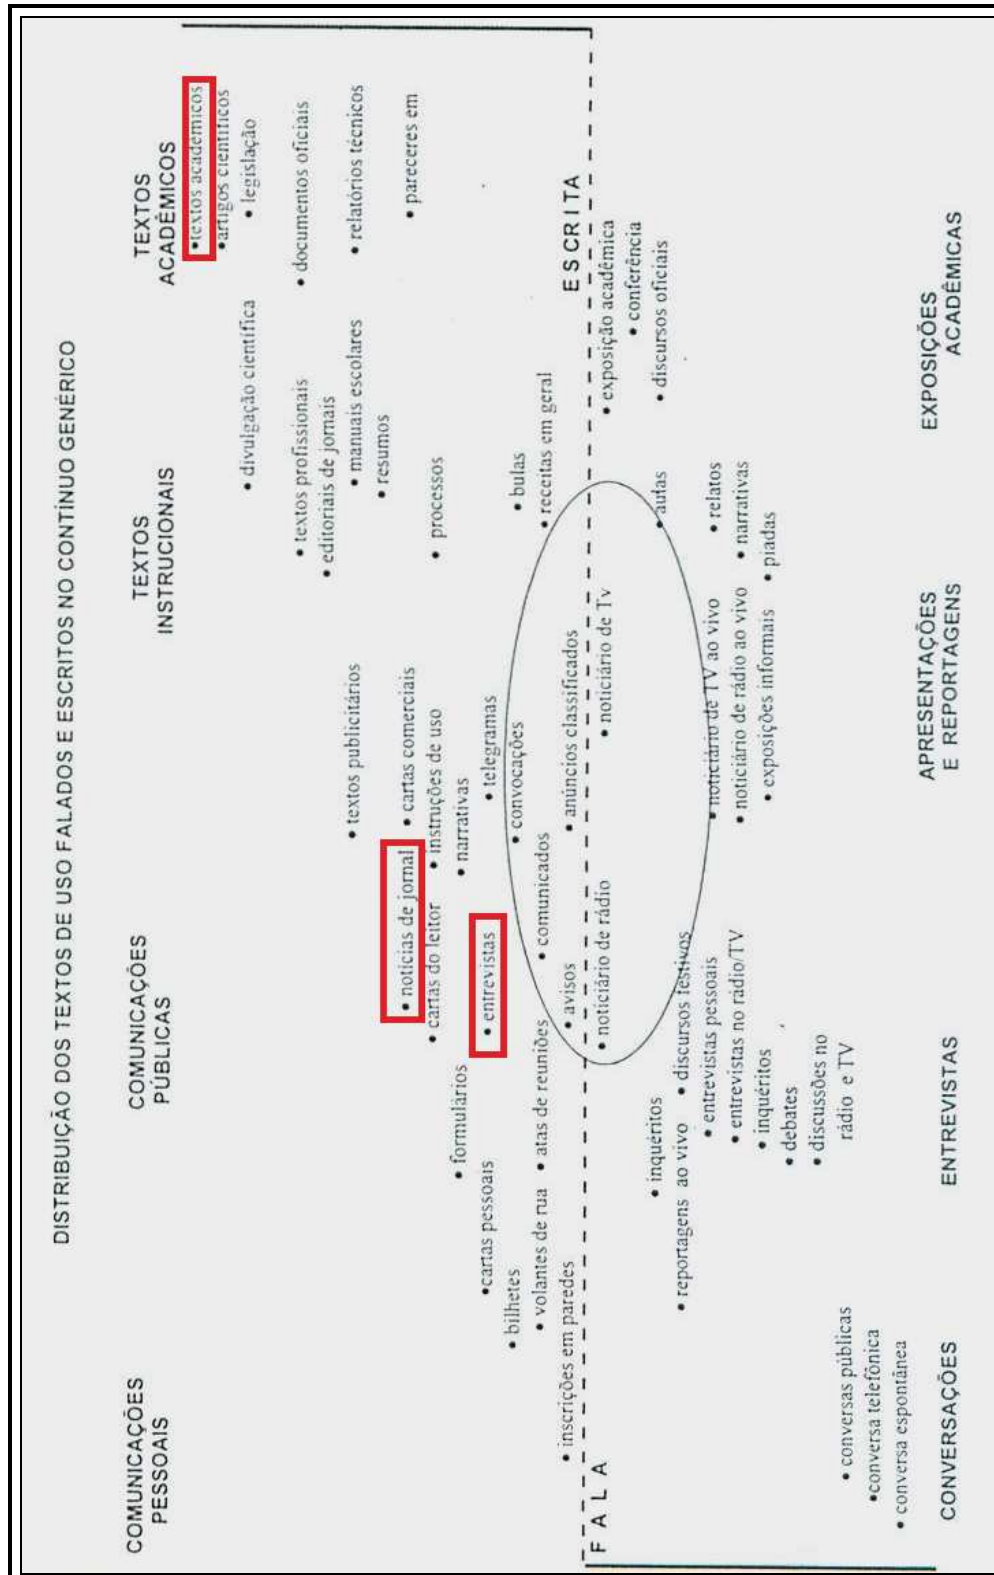 DISTRIBUIÇÃO DOS TEXTOS DE USO FALADOS E ESCRITOS NO CONTÍNUO GENÉRICO
COMUNICAÇÕES
PESSOAIS
COMUNICAÇÕES
PÚBLICAS
TEXTOS
INSTRUCIONAIS
TEXTOS
ACADÊMICOS
•textos acadêmicos
•artigos científicos
• legislação
• divulgação científica
• documentos oficiais
• textos profissionais
• editoriais de jornais
• relatórios técnicos
• manuais escolares
• textos publicitários
• resumos
• pareceres em
• notícias de jornal
• cartas comerciais
• cartas do leitor
• instruções de uso
• processos
• formulários
• narrativas
•cartas pessoais
• entrevistas
• telegramas
• bilhetes
• convocações
• bulas
• volantes de rua
• atas de reuniões
• comunicados
• receitas em geral
• inscrições em paredes
• avisos
• anúncios classificados
ESCRITA
FALA
• noticiário de rádio
• noticiário de Tv
• exposição acadêmica
• conferência
• inquéritos
• aulas
• discursos oficiais
• reportagens ao vivo
• discursos festivos
• entrevistas pessoais
• noticiário de TV ao vivo
• relatos
• entrevistas no rádio/TV
• noticiário de rádio ao vivo
• narrativas
• inquéritos
• exposições informais
• piadas
• debates
• discussões no
rádio e TV
• conversas públicas
•conversa telefônica
• conversa espontânea
CONVERSAÇÕES
ENTREVISTAS
APRESENTAÇÕES
E REPORTAGENS
EXPOSIÇÕES
ACADÊMICAS